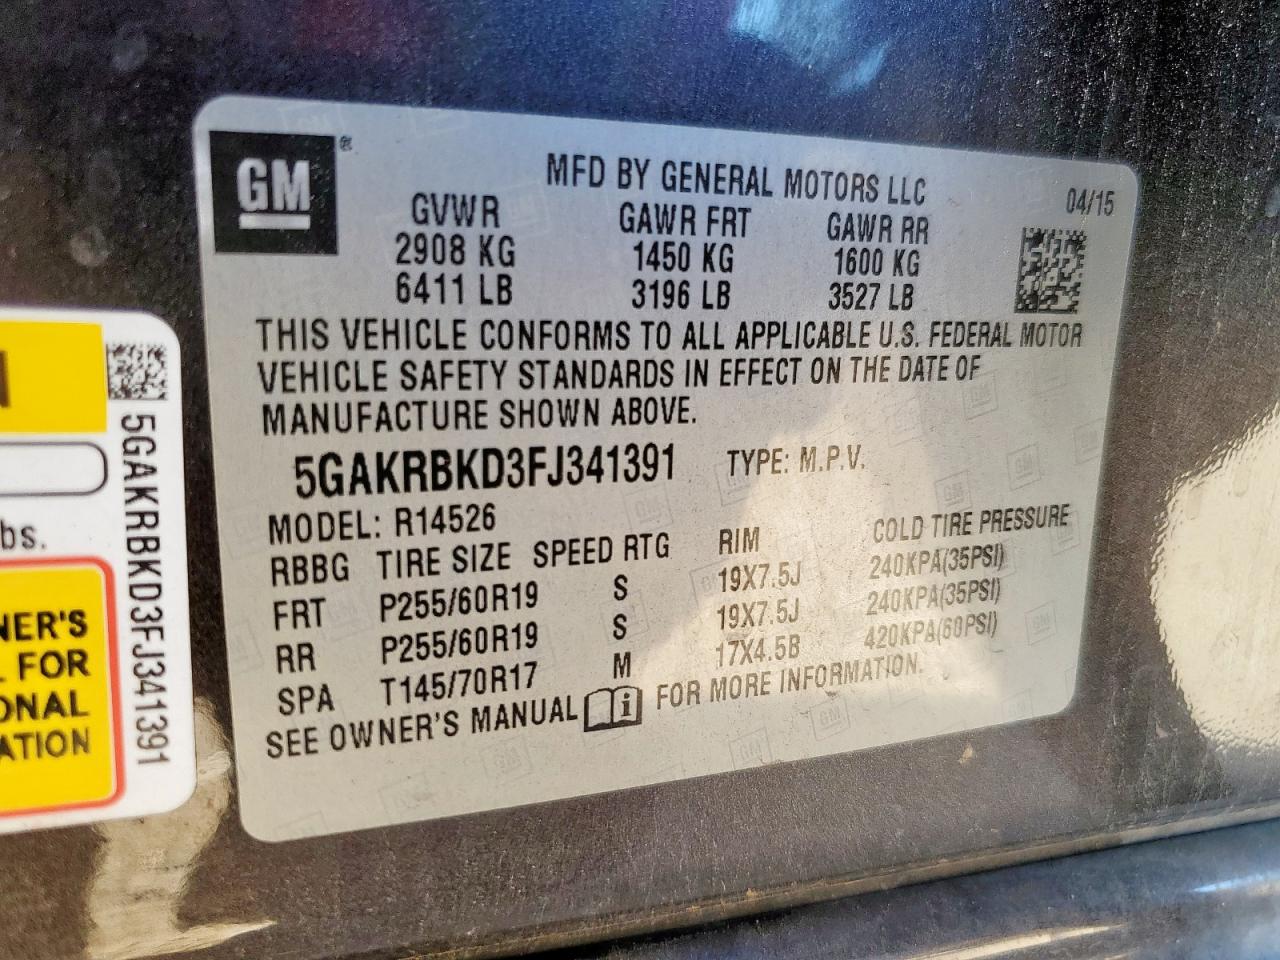 GM
®
MFD BY GENERAL MOTORS LLC
04/15
GVWR GAWR FRT GAWR RR
2908 KG 1450 KG 1600 KG
6411 LB 3196 LB 3527 LB
THIS VEHICLE CONFORMS TO ALL APPLICABLE U.S. FEDERAL MOTOR
VEHICLE SAFETY STANDARDS IN EFFECT ON THE DATE OF
MANUFACTURE SHOWN ABOVE.
5GAKRBKD3FJ341391 TYPE: M.P.V.
MODEL: R14526
RBBG TIRE SIZE SPEED RTG RIM COLD TIRE PRESSURE
FRT P255/60R19 S 19X7.5J 240KPA(35PSI)
RR P255/60R19 S 19X7.5J 240KPA(35PSI)
SPA T145/70R17 M 17X4.5B 420KPA(60PSI)
SEE OWNER'S MANUAL i FOR MORE INFORMATION.
5GAKRBKD3FJ341391
bs.
NER'S
FOR
ONAL
ATION